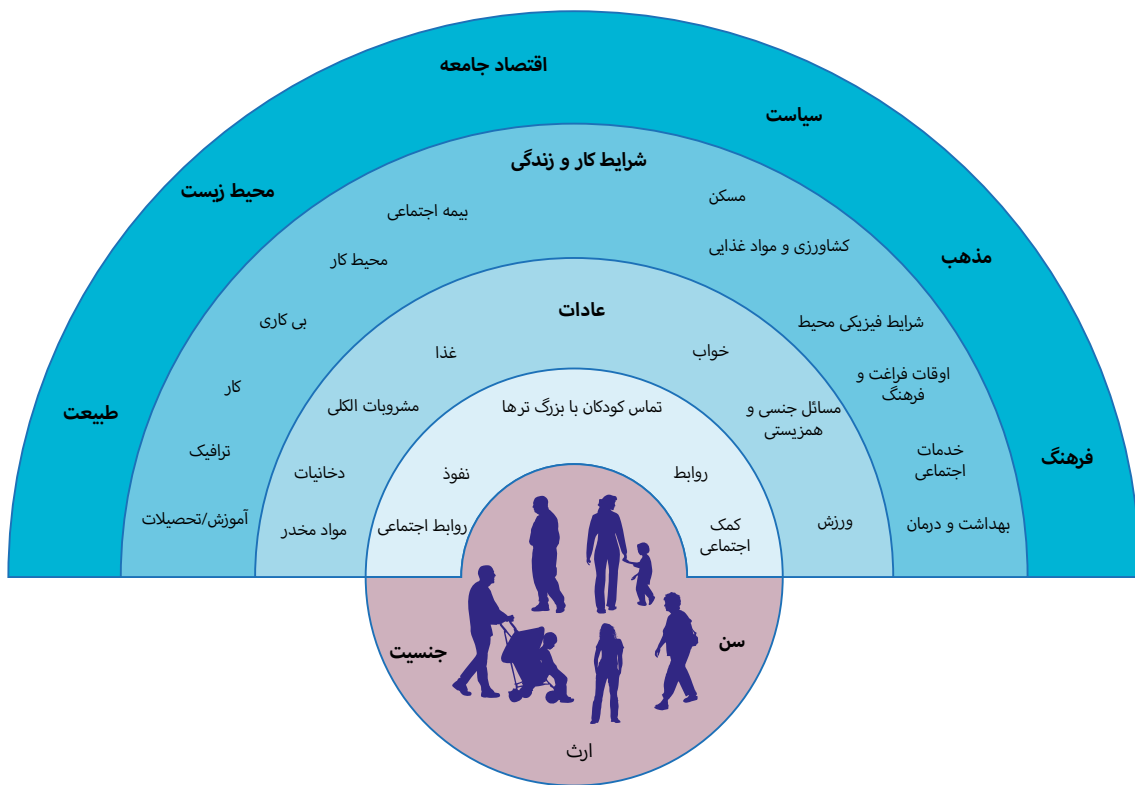 اقتصاد جامعه
سیاست
محیط زیست
مذهب
طبیعت
فرهنگ
شرایط کار و زندگی
بیمه اجتماعی
مسکن
محیط کار
کشاورزی و مواد غذایی
بی کاری
شرایط فیزیکی محیط
کار
اوقات فراغت و
فرهنگ
ترافیک
خدمات
اجتماعی
آموزش/تحصیلات
بهداشت و درمان
عادات
غذا
خواب
مشروبات الکلی
مسائل جنسی و
همزیستی
دخانیات
مواد مخدر
ورزش
تماس کودکان با بزرگ ترها
نفوذ
روابط
روابط اجتماعی
کمک
اجتماعی
جنسیت
سن
ارث